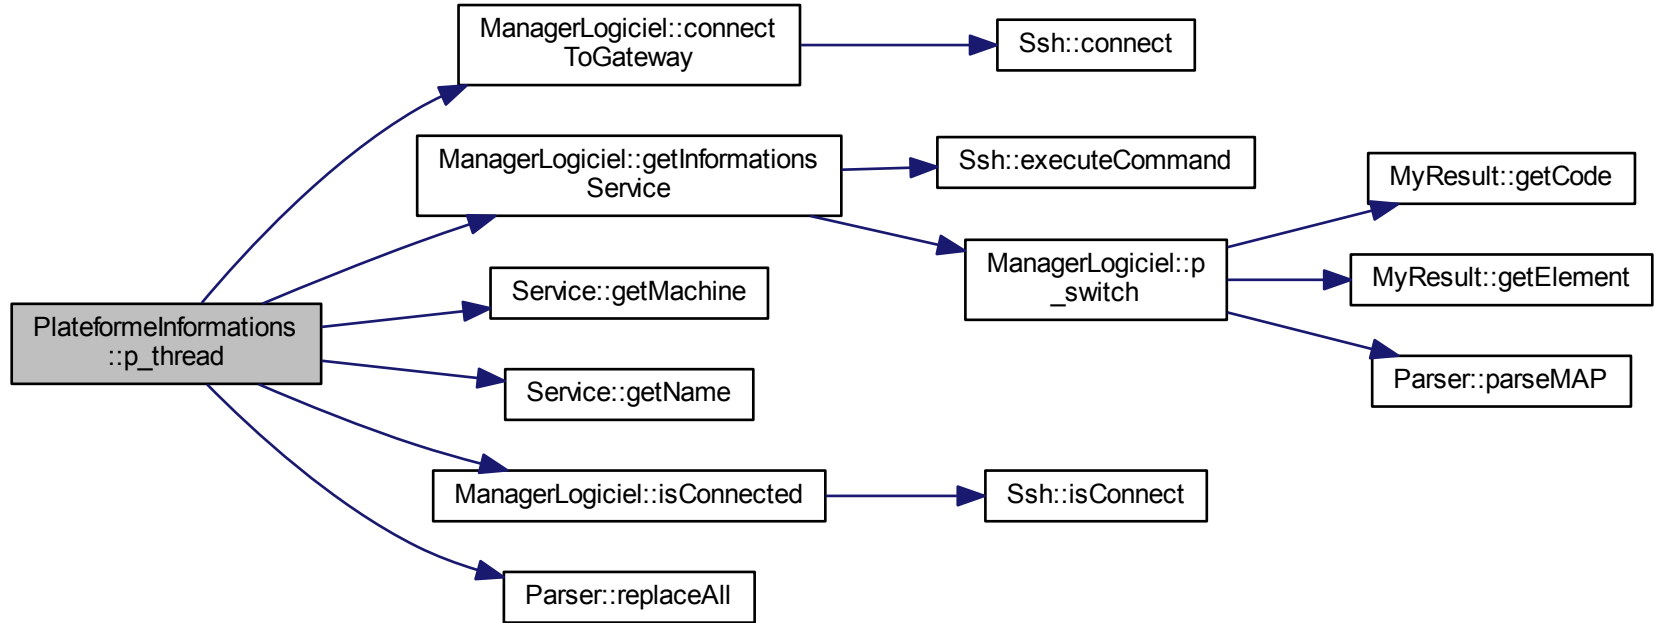 ManagerLogiciel::connect
ToGateway
Ssh::connect
ManagerLogiciel::getInformations
Service
Ssh::executeCommand
MyResult::getCode
ManagerLogiciel::p
_switch
MyResult::getElement
Service::getMachine
PlateformeInformations
::p_thread
Parser::parseMAP
Service::getName
ManagerLogiciel::isConnected
Ssh::isConnect
Parser::replaceAll